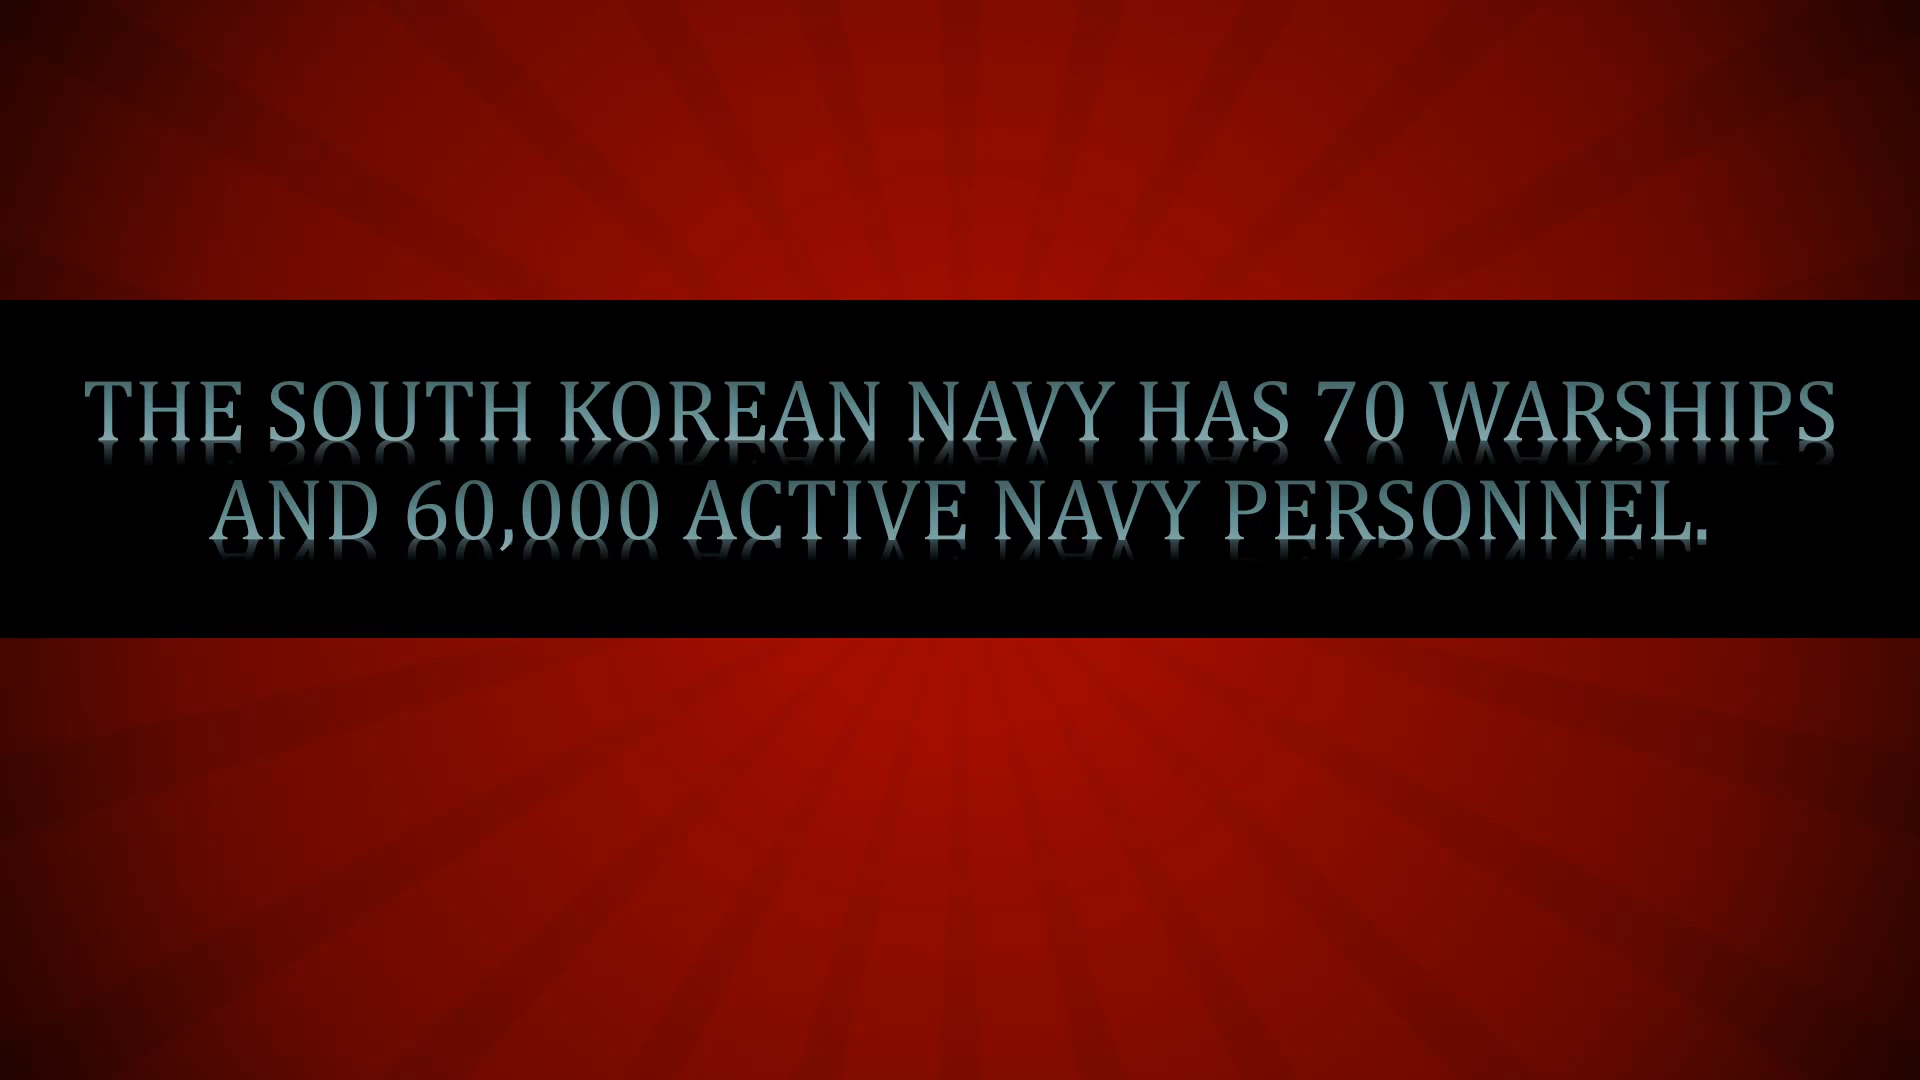 THE SOUTH KOREAN NAVY HAS 70 WARSHIPS
AND 60,000 ACTIVE NAVY PERSONNEL.